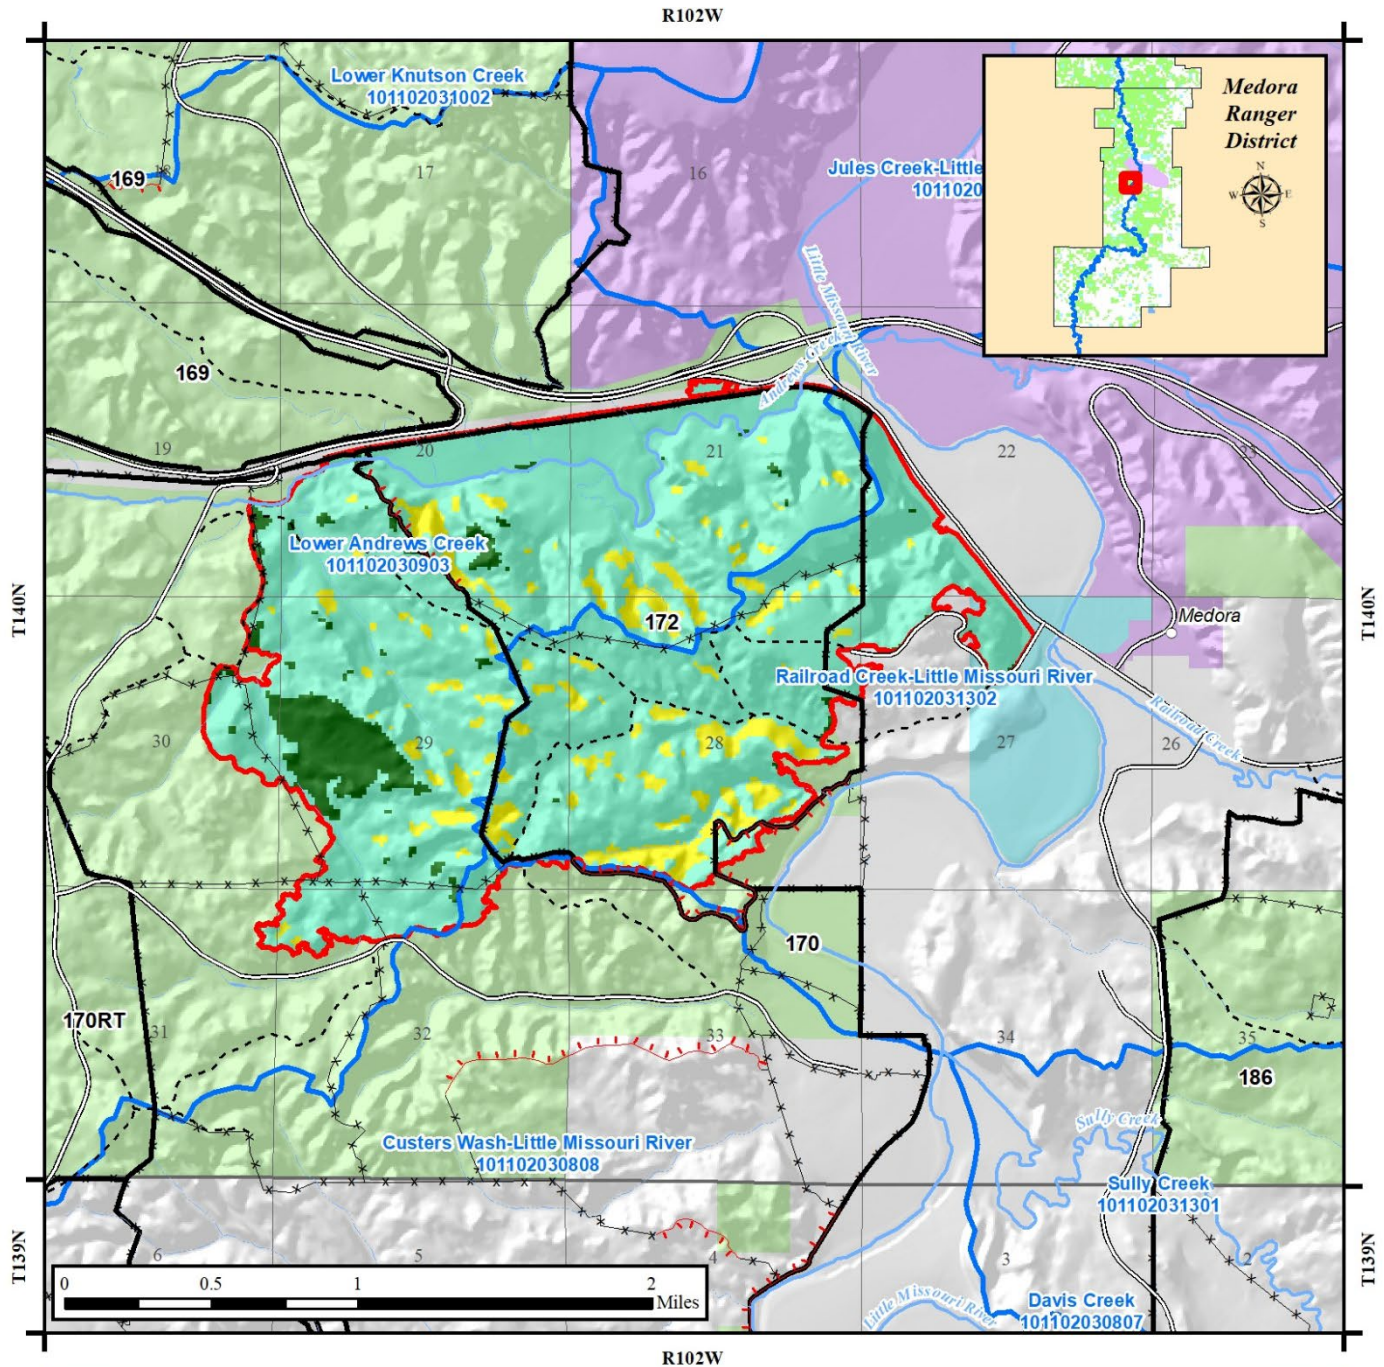 R102W
Lower Knutson Creek
101102031002
Medora
Ranger
District
N
W
E
S
17
16
18
169
Jules Creek-Little
1011020
Little Missouri River
Andrews Creek
169
19
20
21
22
23
Lower Andrews Creek
101102030903
T140N
T140N
172
Medora
Railroad Creek-Little Missouri River
101102031302
Railroad Creek
30
29
28
27
26
170
170RT
31
32
33
34
35
186
Sully Creek
Custers Wash-Little Missouri River
101102030808
Sully Creek
101102031301
T139N
T139N
6
5
4
3
2
0
0.5
1
2
Miles
Little Missouri River
Davis Creek
101102030807
R102W